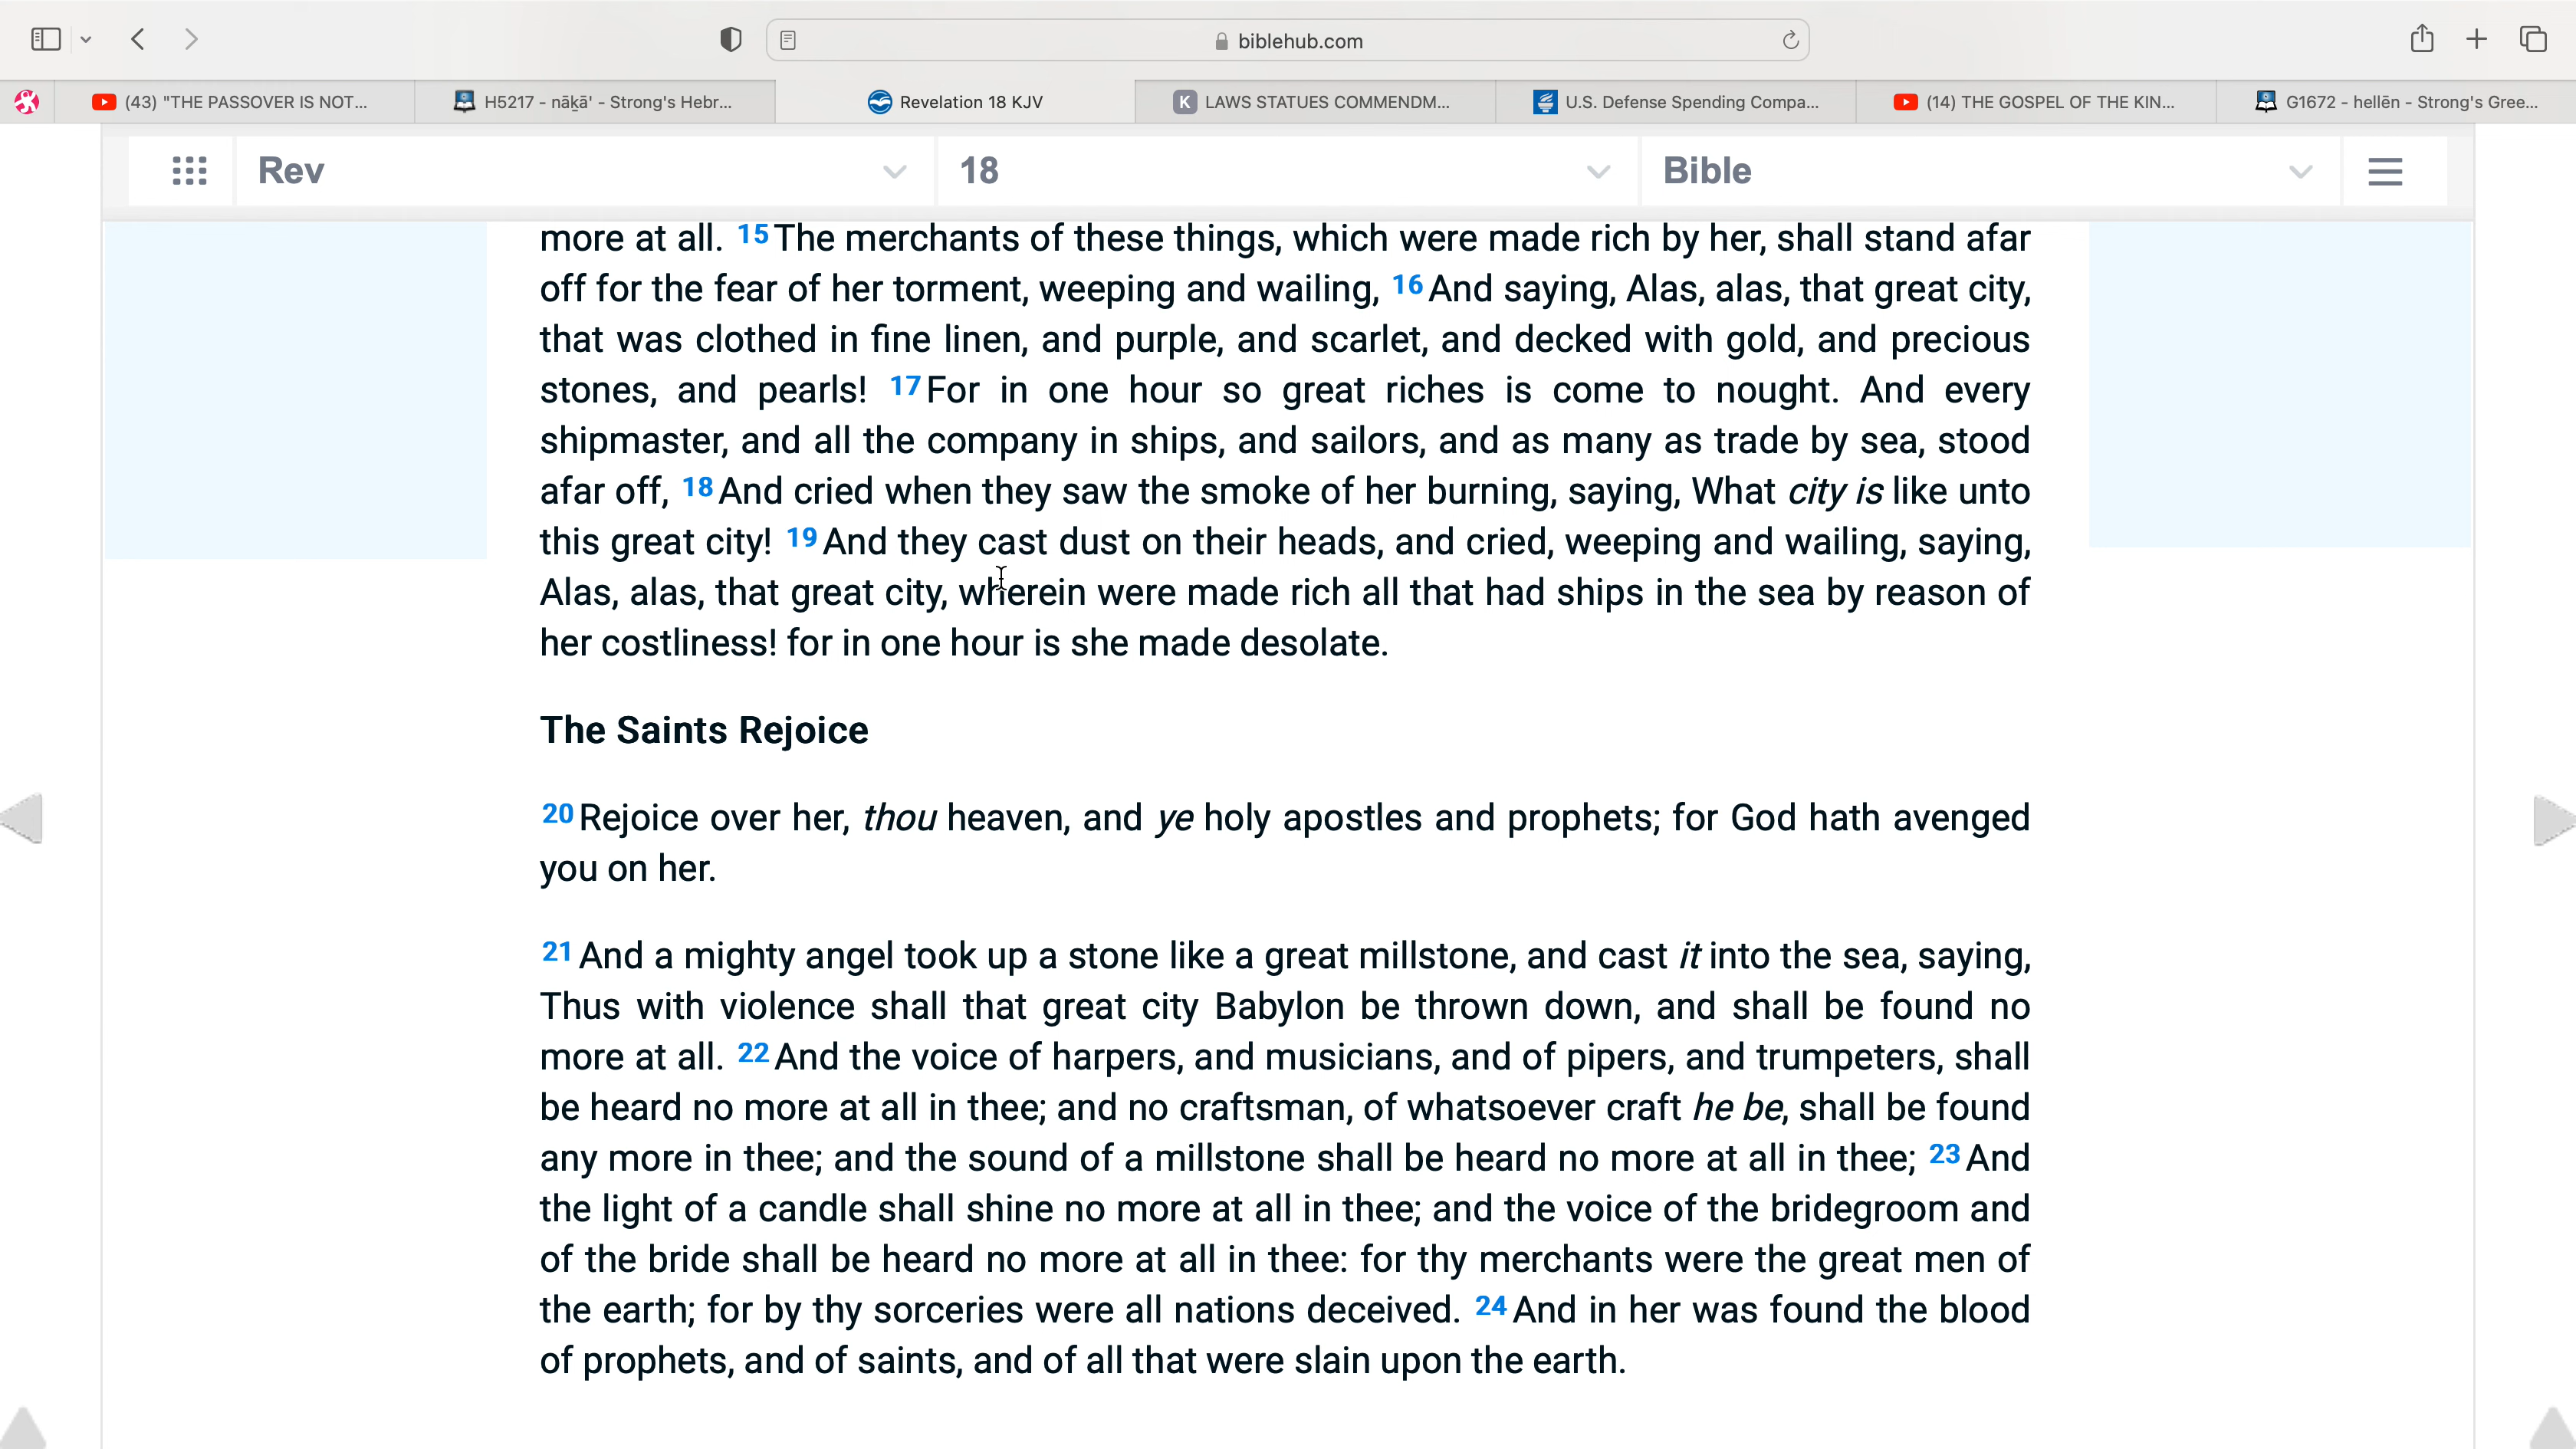 biblehub.com
(43) "THE PASSOVER IS NOT...
H5217 - nāḵā' - Strong's Hebr...
Revelation 18 KJV
K LAWS STATUES COMMENDM...
U.S. Defense Spending Compa...
(14) THE GOSPEL OF THE KIN...
G1672 - hellēn - Strong's Gree...
Rev
18
Bible
more at all. 15 The merchants of these things, which were made rich by her, shall stand afar
off for the fear of her torment, weeping and wailing, 16 And saying, Alas, alas, that great city,
that was clothed in fine linen, and purple, and scarlet, and decked with gold, and precious
stones, and pearls! 17 For in one hour so great riches is come to nought. And every
shipmaster, and all the company in ships, and sailors, and as many as trade by sea, stood
afar off, 18 And cried when they saw the smoke of her burning, saying, What city is like unto
this great city! 19 And they cast dust on their heads, and cried, weeping and wailing, saying,
Alas, alas, that great city, wherein were made rich all that had ships in the sea by reason of
her costliness! for in one hour is she made desolate.
The Saints Rejoice
20 Rejoice over her, thou heaven, and ye holy apostles and prophets; for God hath avenged
you on her.
21 And a mighty angel took up a stone like a great millstone, and cast it into the sea, saying,
Thus with violence shall that great city Babylon be thrown down, and shall be found no
more at all. 22 And the voice of harpers, and musicians, and of pipers, and trumpeters, shall
be heard no more at all in thee; and no craftsman, of whatsoever craft he be, shall be found
any more in thee; and the sound of a millstone shall be heard no more at all in thee; 23 And
the light of a candle shall shine no more at all in thee; and the voice of the bridegroom and
of the bride shall be heard no more at all in thee: for thy merchants were the great men of
the earth; for by thy sorceries were all nations deceived. 24 And in her was found the blood
of prophets, and of saints, and of all that were slain upon the earth.